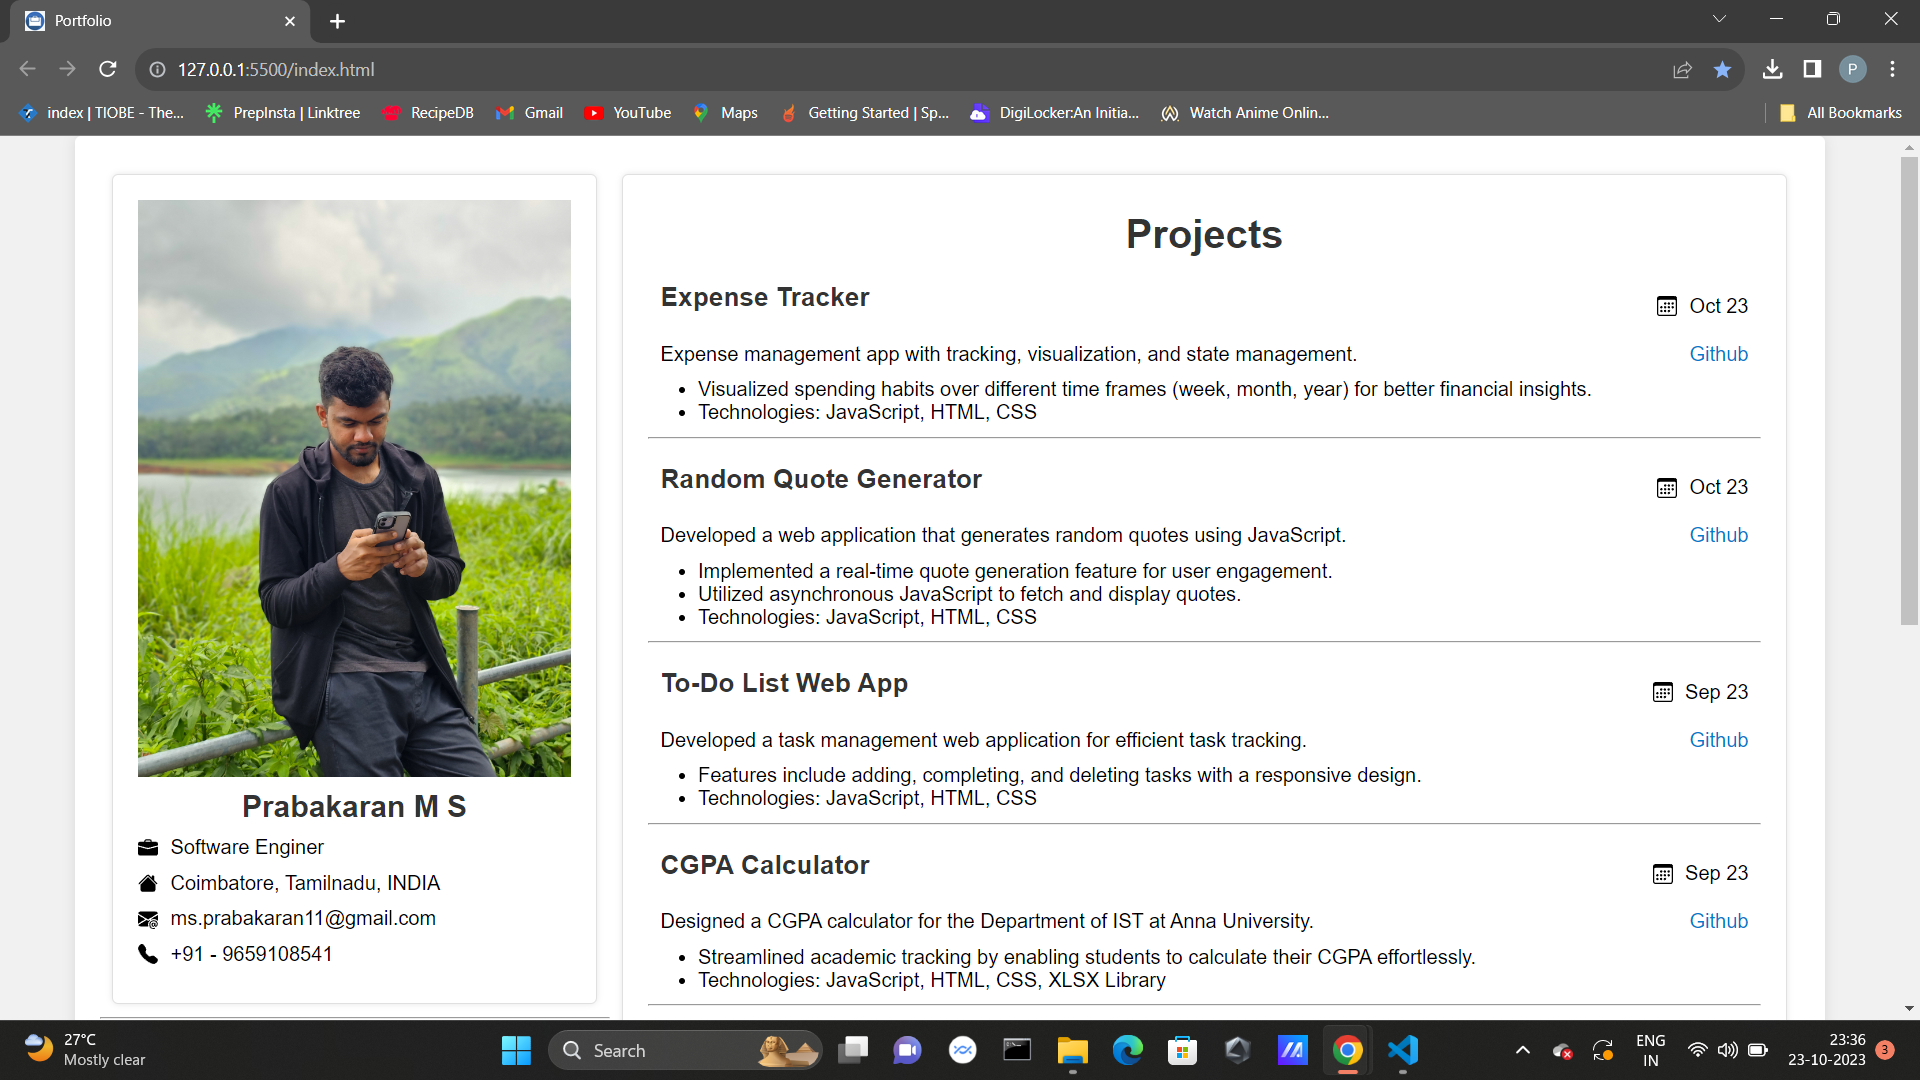 Portfolio
127.0.0.1:5500/index.html
index | TIOBE - The...
PrepInsta | Linktree
RecipeDB
Gmail
YouTube
Maps
Getting Started | Sp...
DigiLocker:An Initia...
Watch Anime Onlin...
All Bookmarks
P
Prabakaran M S
Software Enginer
Coimbatore, Tamilnadu, INDIA
ms.prabakaran11@gmail.com
+91 - 9659108541
Projects
Expense Tracker
Oct 23
Expense management app with tracking, visualization, and state management.
Github
• Visualized spending habits over different time frames (week, month, year) for better financial insights.
• Technologies: JavaScript, HTML, CSS
Random Quote Generator
Oct 23
Developed a web application that generates random quotes using JavaScript.
Github
• Implemented a real-time quote generation feature for user engagement.
• Utilized asynchronous JavaScript to fetch and display quotes.
• Technologies: JavaScript, HTML, CSS
To-Do List Web App
Sep 23
Developed a task management web application for efficient task tracking.
Github
• Features include adding, completing, and deleting tasks with a responsive design.
• Technologies: JavaScript, HTML, CSS
CGPA Calculator
Sep 23
Designed a CGPA calculator for the Department of IST at Anna University.
Github
• Streamlined academic tracking by enabling students to calculate their CGPA effortlessly.
• Technologies: JavaScript, HTML, CSS, XLSX Library
27°C
Mostly clear
Search
ENG
IN
23:36
23-10-2023
3